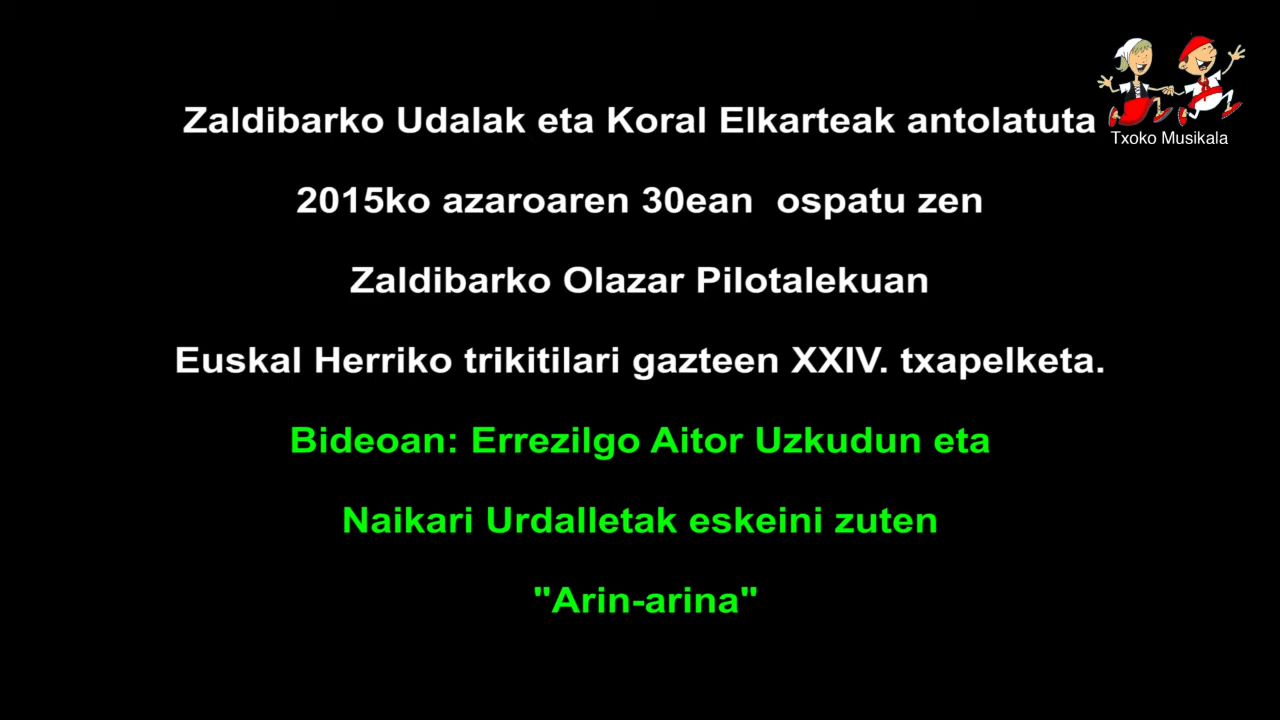 Zaldibarko Udalak eta Koral Elkarteak antolatuta
Txoko Musikala
2015ko azaroaren 30ean  ospatu zen
Zaldibarko Olazar Pilotalekuan
Euskal Herriko trikitilari gazteen XXIV. txapelketa.
Bideoan: Errezilgo Aitor Uzkudun eta
Naikari Urdalletak eskeini zuten
"Arin-arina"